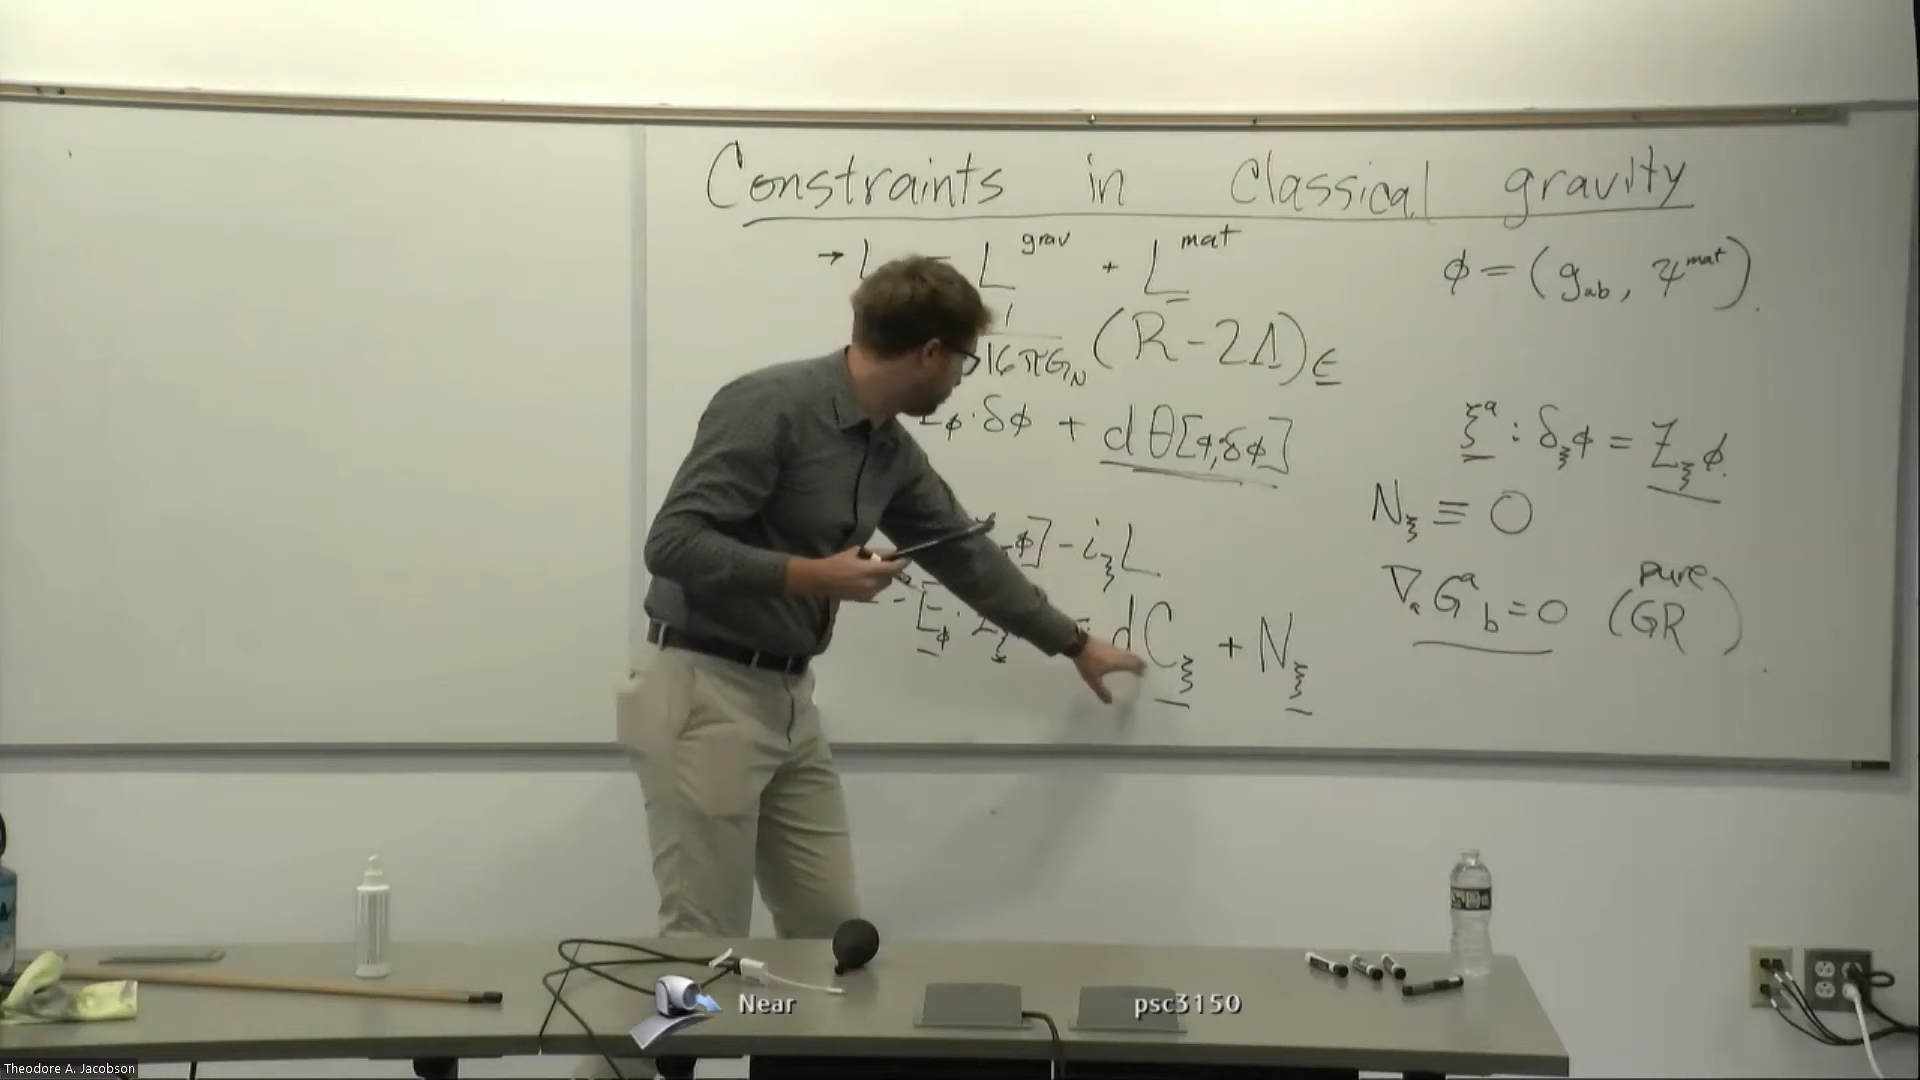 Constraints in Classical gravity
→ L = L^grav + L^mat
φ = (g_ab, ψ^mat).
1
16πG_N (R - 2Λ)ϵ
E_φ · δφ + dθ[φ, δφ]
ξ^a : δ_ξ φ = £_ξ φ.
N_ξ ≡ 0
φ] - i_ξ L
∇_a G^a_b = 0 (pure GR)
E_φ · £_ξ = dC_ξ + N_ξ
Near
psc3150
Theodore A. Jacobson